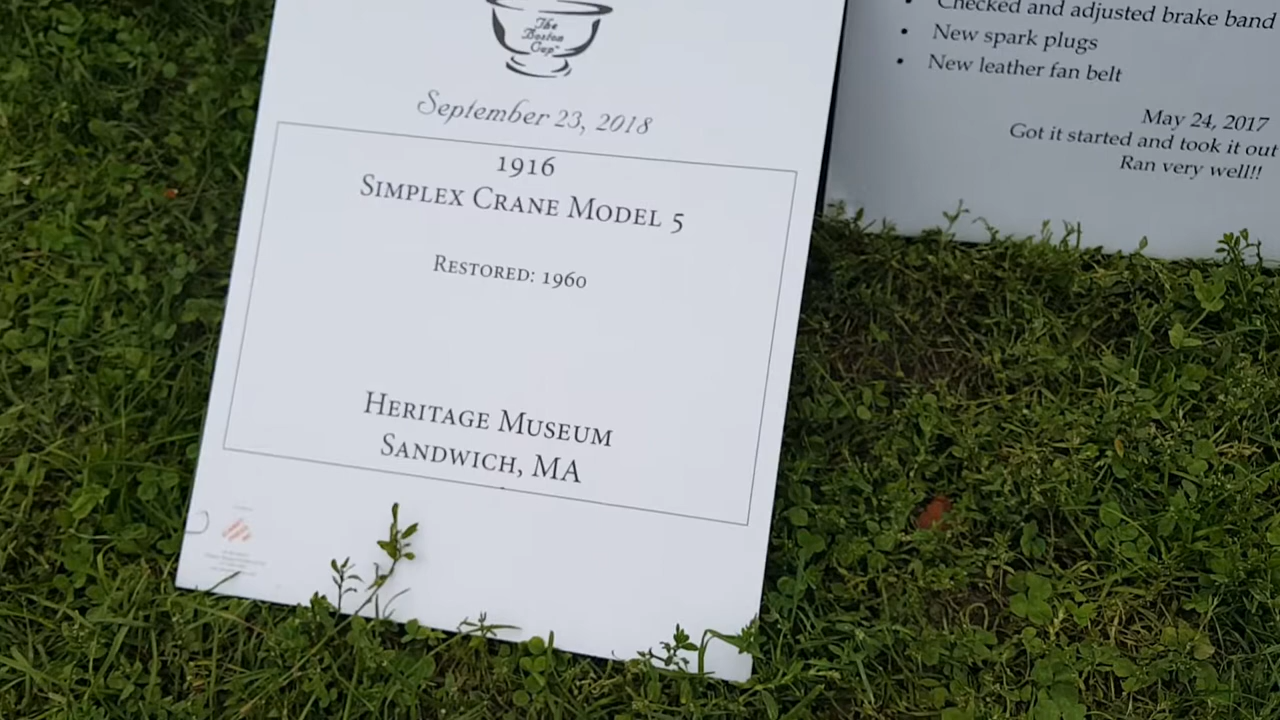 The
Boston
Cup™
September 23, 2018
1916
SIMPLEX CRANE MODEL 5
RESTORED: 1960
HERITAGE MUSEUM
SANDWICH, MA
• Checked and adjusted brake band
• New spark plugs
• New leather fan belt
May 24, 2017
Got it started and took it out
Ran very well!!